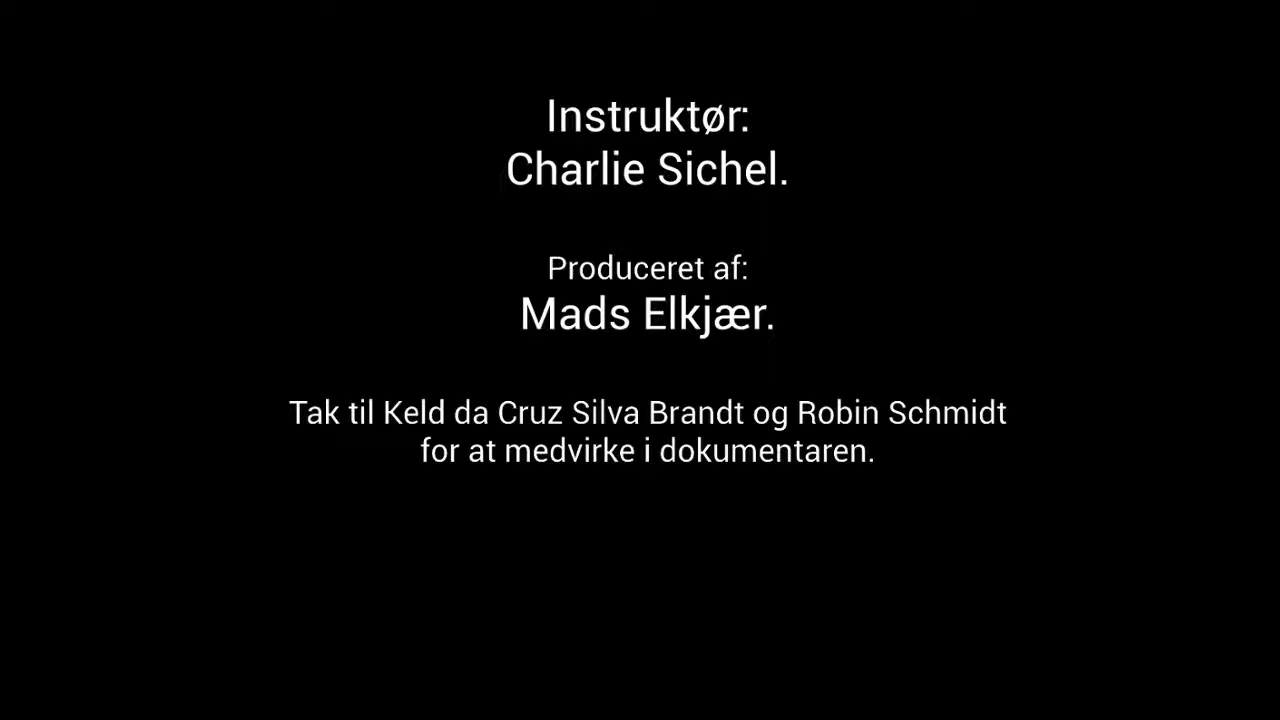 Instruktør:
Charlie Sichel.
Produceret af:
Mads Elkjær.
Tak til Keld da Cruz Silva Brandt og Robin Schmidt
for at medvirke i dokumentaren.